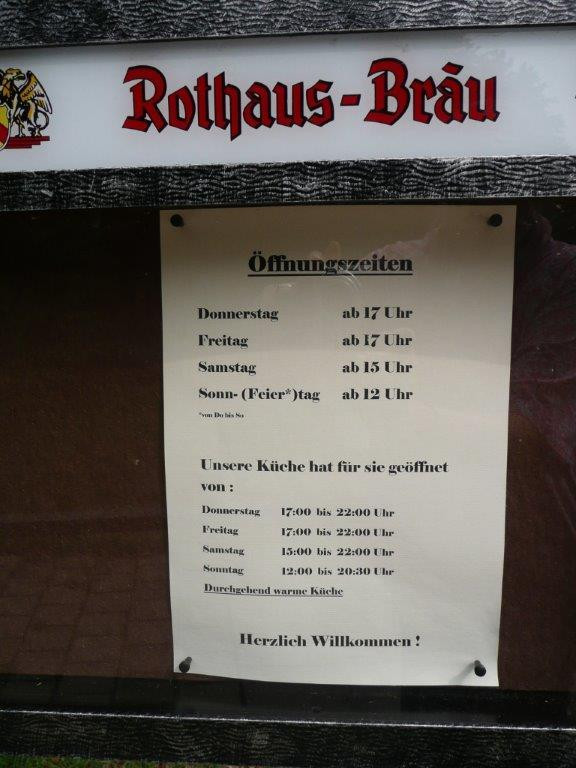 Rothaus-Bräu
Öffnungszeiten
Donnerstag ab 17 Uhr
Freitag ab 17 Uhr
Samstag ab 15 Uhr
Sonn- (Feier*)tag ab 12 Uhr
*von Do bis So
Unsere Küche hat für sie geöffnet
von :
Donnerstag 17:00 bis 22:00 Uhr
Freitag 17:00 bis 22:00 Uhr
Samstag 15:00 bis 22:00 Uhr
Sonntag 12:00 bis 20:30 Uhr
Durchgehend warme Küche
Herzlich Willkommen !